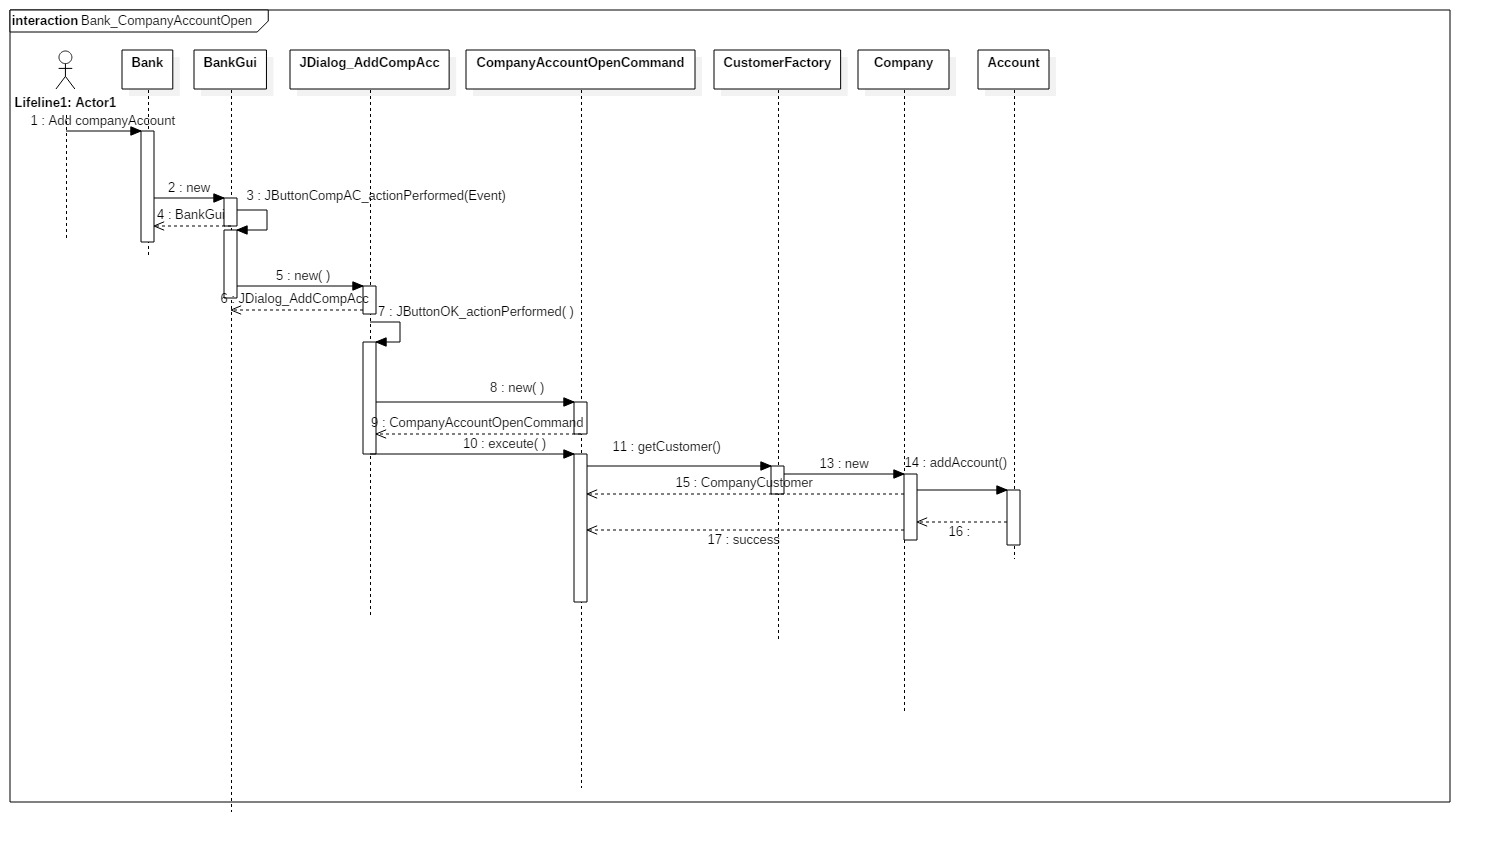 interaction Bank_CompanyAccountOpen
Bank
BankGui
JDialog_AddCompAcc
CompanyAccountOpenCommand
CustomerFactory
Company
Account
Lifeline1: Actor1
1 : Add companyAccount
2 : new
3 : JButtonCompAC_actionPerformed(Event)
4 : BankGui
5 : new( )
6 : JDialog_AddCompAcc
7 : JButtonOK_actionPerformed( )
8 : new( )
9 : CompanyAccountOpenCommand
10 : exceute( )
11 : getCustomer()
13 : new
14 : addAccount()
15 : CompanyCustomer
16 :
17 : success